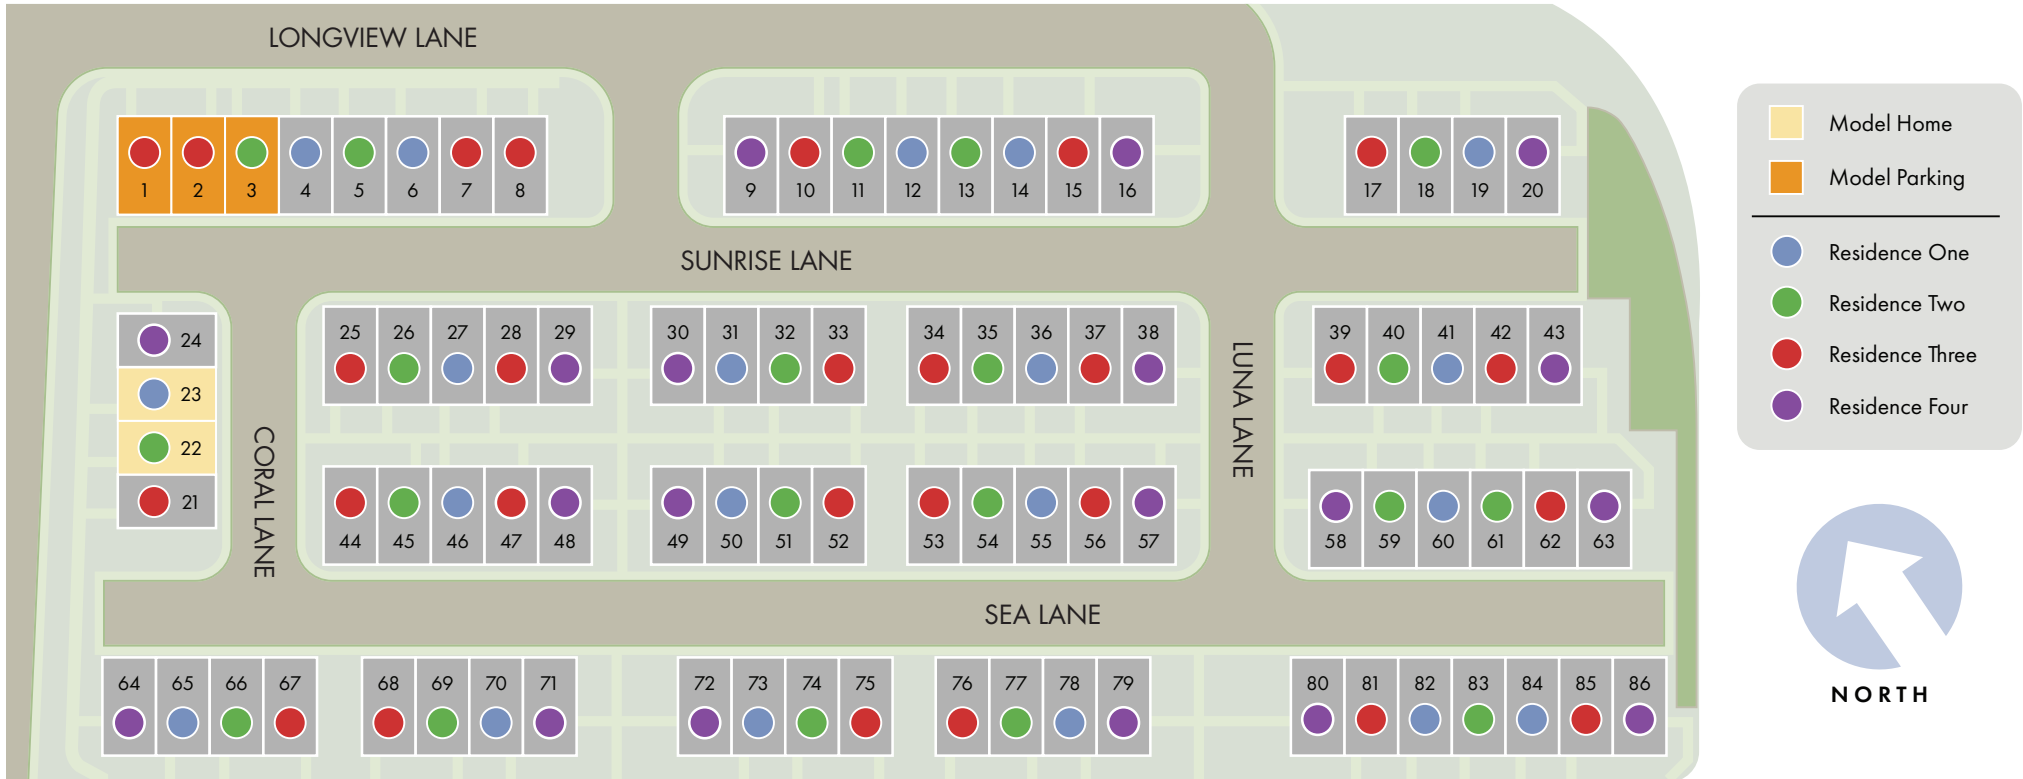 LONGVIEW LANE
1 2 3 4 5 6 7 8
9 10 11 12 13 14 15 16
17 18 19 20
SUNRISE LANE
24
23
22
21
CORAL LANE
25 26 27 28 29
30 31 32 33
34 35 36 37 38
LUNA LANE
39 40 41 42 43
44 45 46 47 48
49 50 51 52
53 54 55 56 57
58 59 60 61 62 63
SEA LANE
64 65 66 67
68 69 70 71
72 73 74 75
76 77 78 79
80 81 82 83 84 85 86
Model Home
Model Parking
Residence One
Residence Two
Residence Three
Residence Four
NORTH